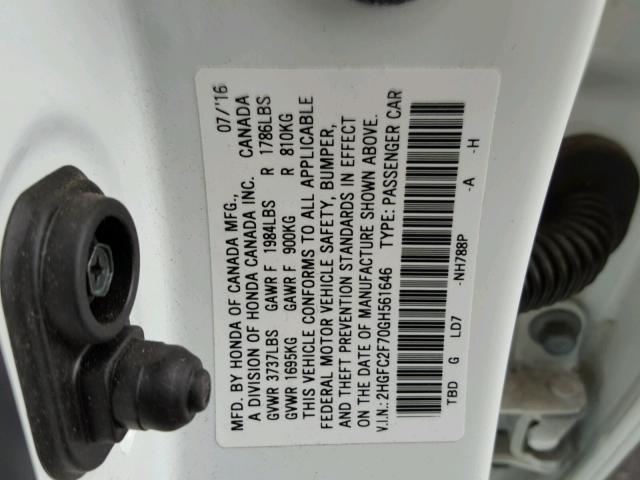 MFD. BY HONDA OF CANADA MFG., 07/'16
A DIVISION OF HONDA CANADA INC. CANADA
GVWR 3737LBS GAWR F 1984LBS R 1786LBS
GVWR 1695KG GAWR F 900KG R 810KG
THIS VEHICLE CONFORMS TO ALL APPLICABLE
FEDERAL MOTOR VEHICLE SAFETY, BUMPER,
AND THEFT PREVENTION STANDARDS IN EFFECT
ON THE DATE OF MANUFACTURE SHOWN ABOVE.
V.I.N.: 2HGFC2F70GH561646 TYPE: PASSENGER CAR
TBD G LD7 -NH788P -A -H